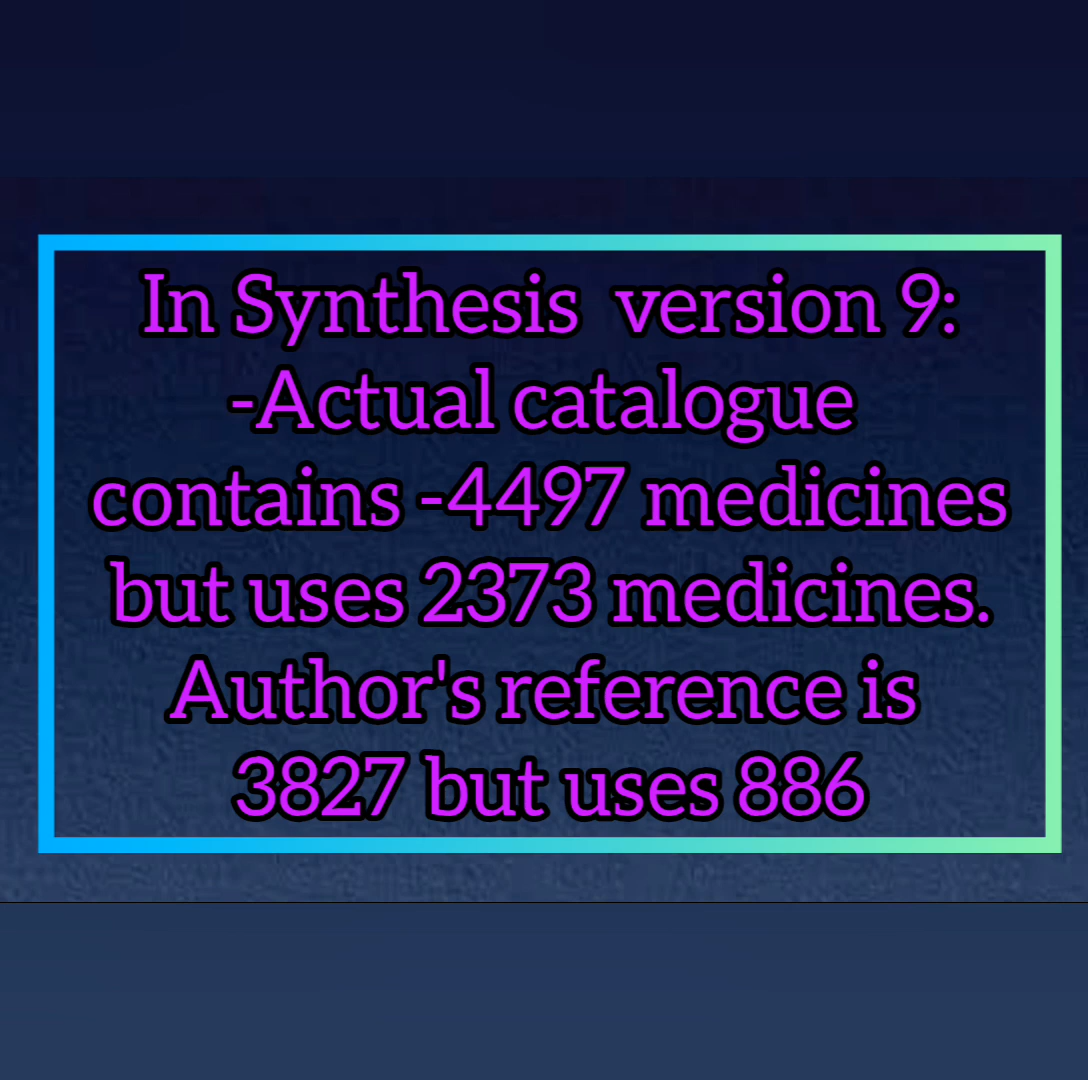 In Synthesis  version 9:
-Actual catalogue
contains -4497 medicines
but uses 2373 medicines.
Author's reference is
3827 but uses 886